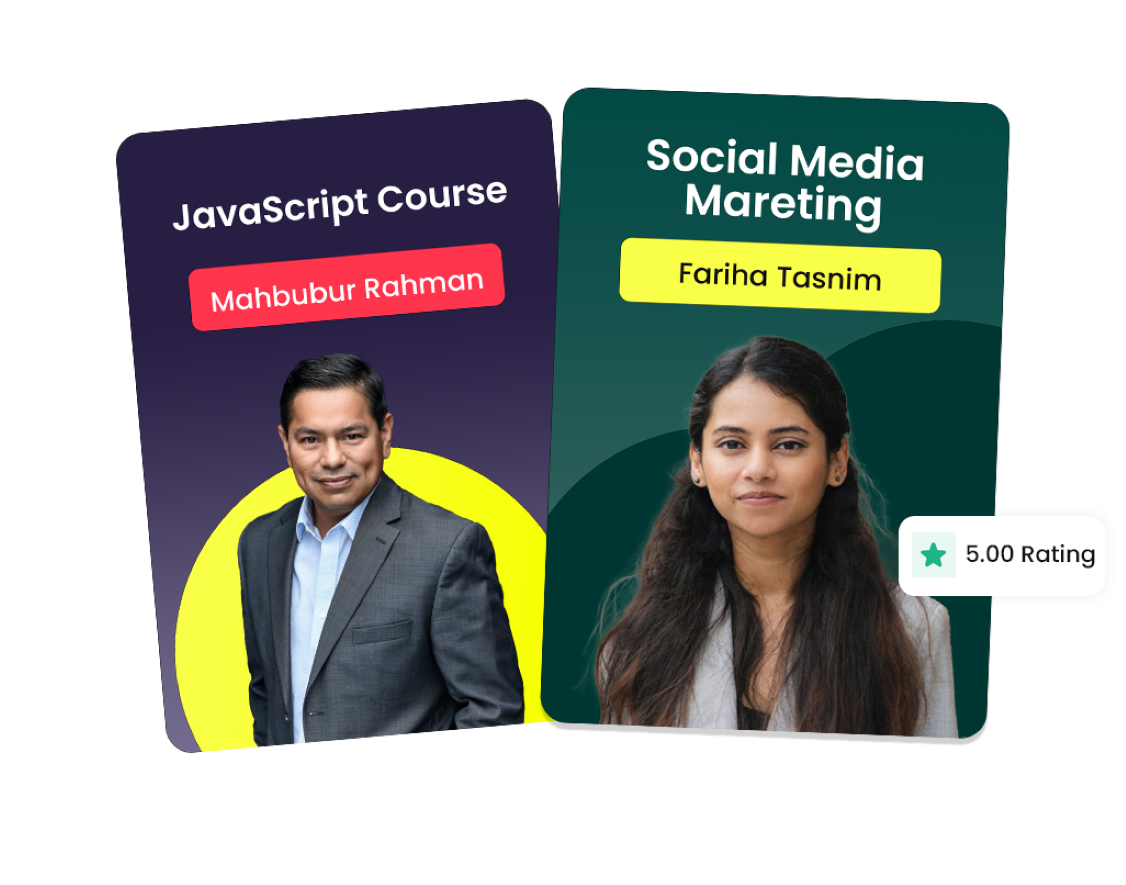 JavaScript Course
Mahbubur Rahman
Social Media
Mareting
Fariha Tasnim
5.00 Rating